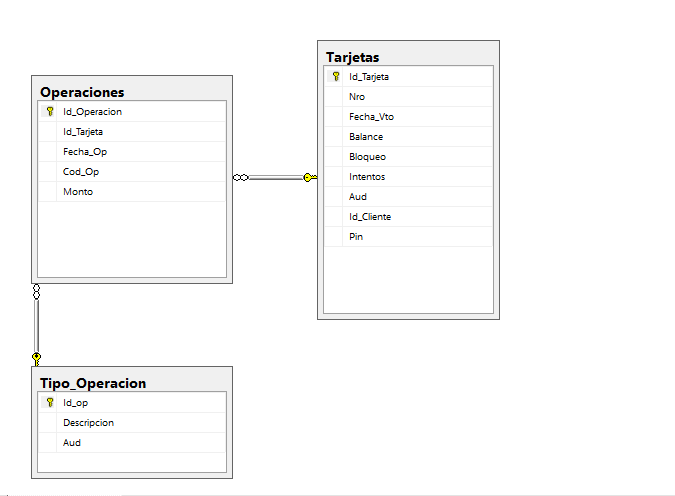 Operaciones
Id_Operacion
Id_Tarjeta
Fecha_Op
Cod_Op
Monto
Tarjetas
Id_Tarjeta
Nro
Fecha_Vto
Balance
Bloqueo
Intentos
Aud
Id_Cliente
Pin
Tipo_Operacion
Id_op
Descripcion
Aud